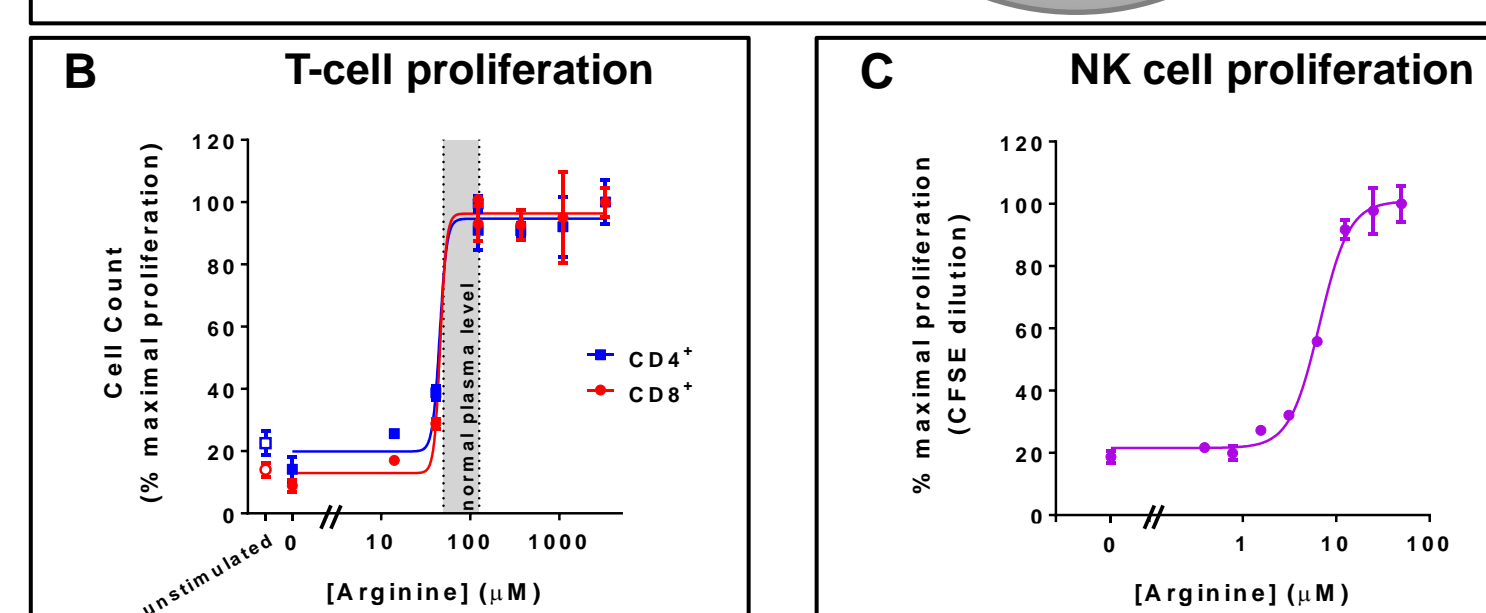 B
T-cell proliferation
120
100
80
60
40
20
0
Cell Count
(% maximal proliferation)
normal plasma level
CD4+
CD8+
unstimulated
0
10
100
1000
[Arginine] (μM)
C
NK cell proliferation
120
100
80
60
40
20
0
% maximal proliferation
(CFSE dilution)
0
1
10
100
[Arginine] (μM)